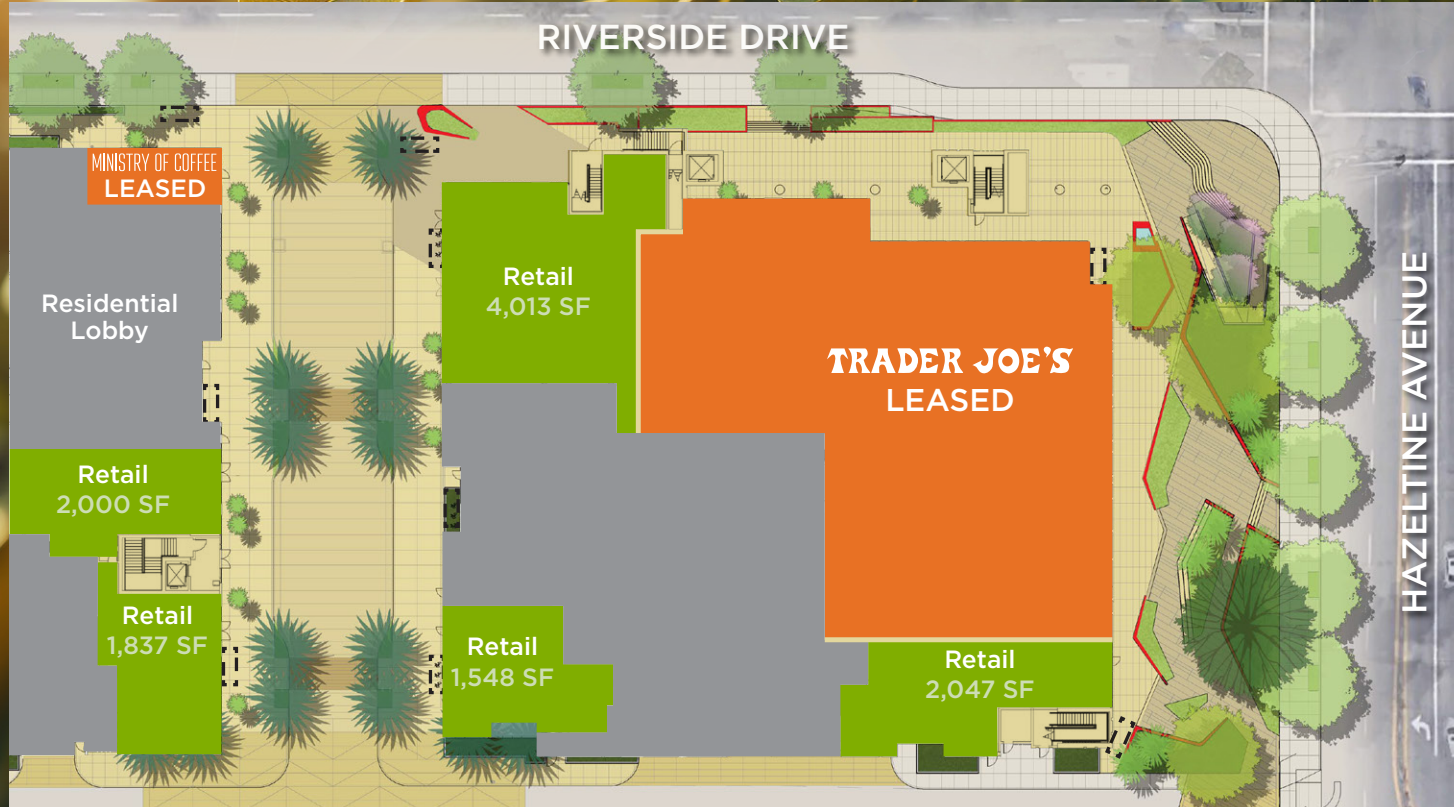 RIVERSIDE DRIVE
MINISTRY OF COFFEE
LEASED
Residential
Lobby
Retail
4,013 SF
TRADER JOE'S
LEASED
HAZELTINE AVENUE
Retail
2,000 SF
Retail
1,837 SF
Retail
1,548 SF
Retail
2,047 SF